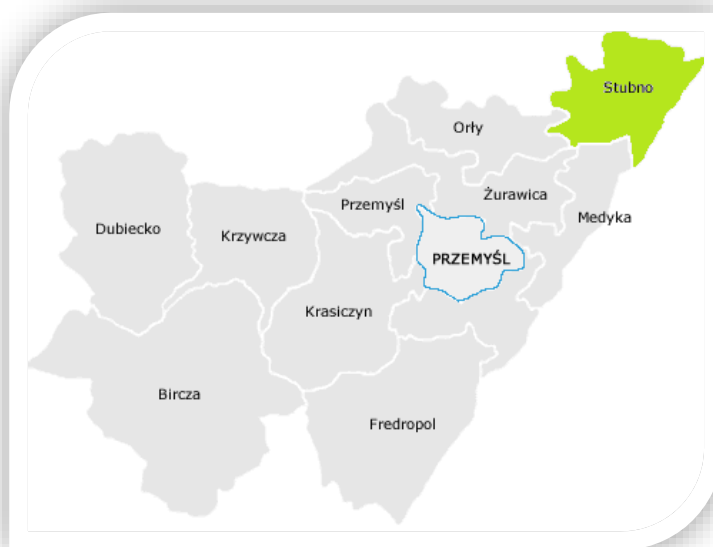 Stubno
Orły
Żurawica
Przemyśl
Medyka
Dubiecko
Krzywcza
PRZEMYŚL
Krasiczyn
Bircza
Fredropol